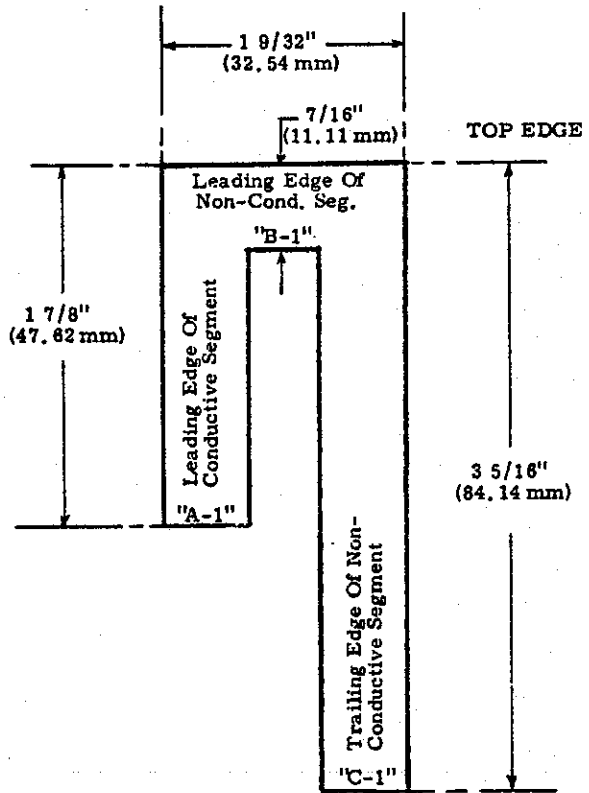 1 9/32"
(32.54 mm)
7/16"
(11.11 mm)
TOP EDGE
Leading Edge Of
Non-Cond. Seg.
"B-1"
1 7/8"
(47.62 mm)
Leading Edge Of
Conductive Segment
"A-1"
3 5/16"
(84.14 mm)
Trailing Edge Of Non-
Conductive Segment
"C-1"